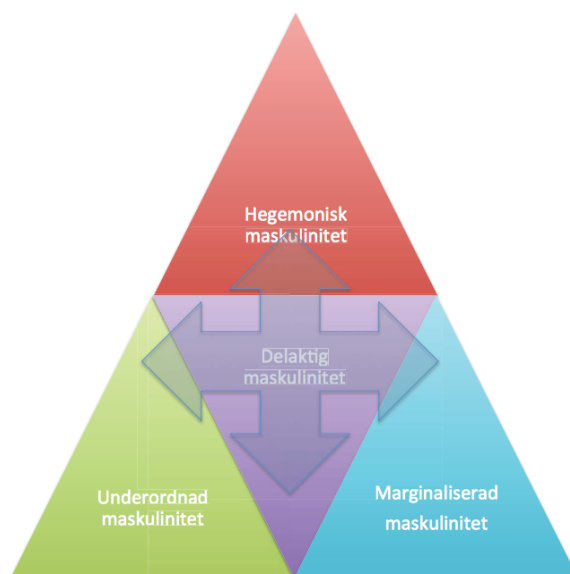 Hegemonisk
maskulinitet
Delaktig
maskulinitet
Underordnad
maskulinitet
Marginaliserad
maskulinitet